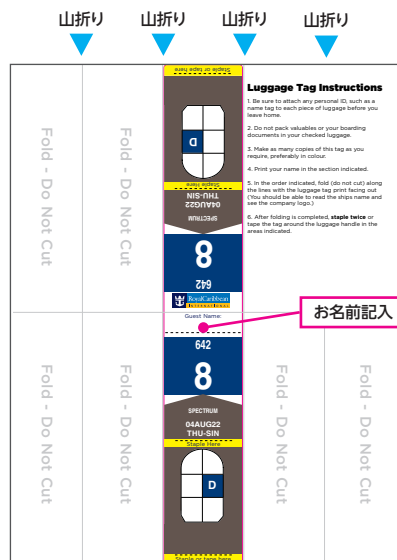 山折り 山折り 山折り 山折り
Staple or tape here
D
Staple Here
THU-SIN
04AUG22
SPECTRUM
8
642
RoyalCaribbean
INTERNATIONAL
Guest Name:
642
8
SPECTRUM
04AUG22
THU-SIN
Staple Here
D
Staple or tape here
Fold - Do Not Cut
Fold - Do Not Cut
Luggage Tag Instructions
1. Be sure to attach any personal ID, such as a
name tag to each piece of luggage before you
leave home.
2. Do not pack valuables or your boarding
documents in your checked luggage.
3. Make as many copies of this tag as you
require, preferably in colour.
4. Print your name in the section indicated.
5. In the order indicated, fold (do not cut) along
the lines with the luggage tag print facing out
(You should be able to read the ships name and
see the company logo.)
6. After folding is completed, staple twice or
tape the tag around the luggage handle in the
areas indicated.
お名前記入
Fold - Do Not Cut
Fold - Do Not Cut
Fold - Do Not Cut
Fold - Do Not Cut